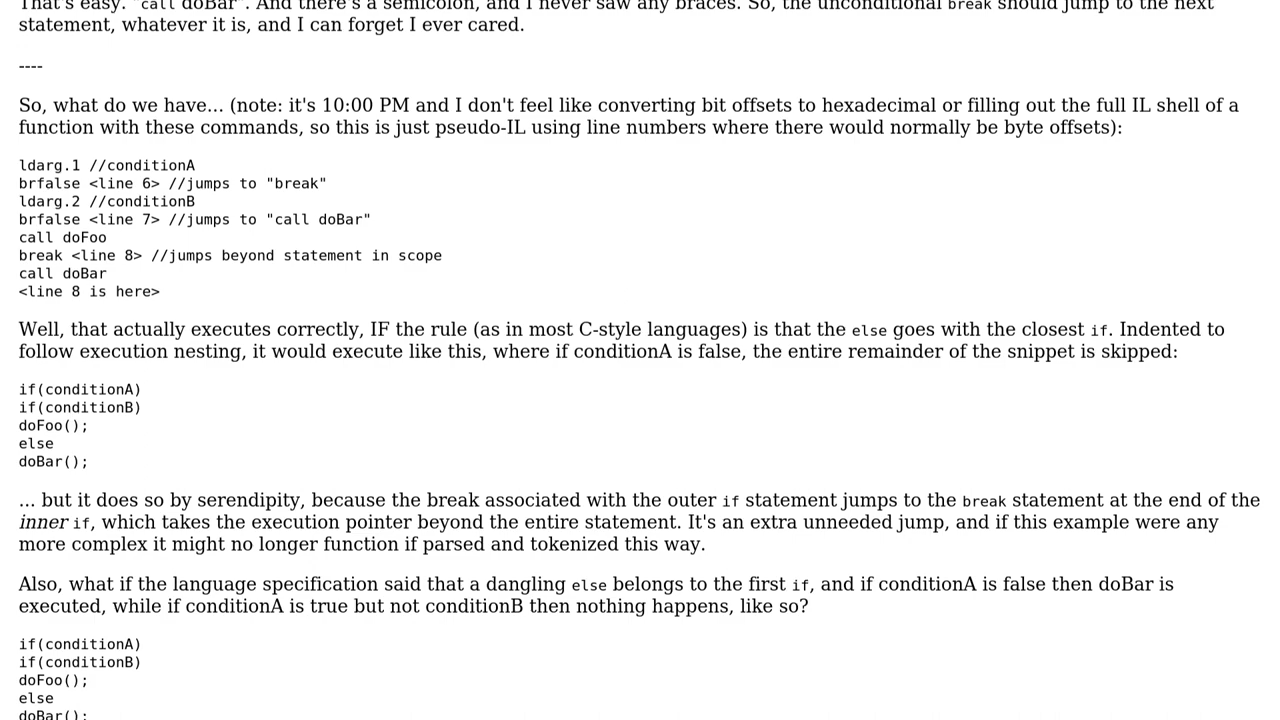 That's easy. "call doBar". And there's a semicolon, and I never saw any braces. So, the unconditional break should jump to the next
statement, whatever it is, and I can forget I ever cared.
----
So, what do we have... (note: it's 10:00 PM and I don't feel like converting bit offsets to hexadecimal or filling out the full IL shell of a
function with these commands, so this is just pseudo-IL using line numbers where there would normally be byte offsets):
ldarg.1 //conditionA
brfalse <line 6> //jumps to "break"
ldarg.2 //conditionB
brfalse <line 7> //jumps to "call doBar"
call doFoo
break <line 8> //jumps beyond statement in scope
call doBar
<line 8 is here>
Well, that actually executes correctly, IF the rule (as in most C-style languages) is that the else goes with the closest if. Indented to
follow execution nesting, it would execute like this, where if conditionA is false, the entire remainder of the snippet is skipped:
if(conditionA)
if(conditionB)
doFoo();
else
doBar();
... but it does so by serendipity, because the break associated with the outer if statement jumps to the break statement at the end of the
inner if, which takes the execution pointer beyond the entire statement. It's an extra unneeded jump, and if this example were any
more complex it might no longer function if parsed and tokenized this way.
Also, what if the language specification said that a dangling else belongs to the first if, and if conditionA is false then doBar is
executed, while if conditionA is true but not conditionB then nothing happens, like so?
if(conditionA)
if(conditionB)
doFoo();
else
doBar();